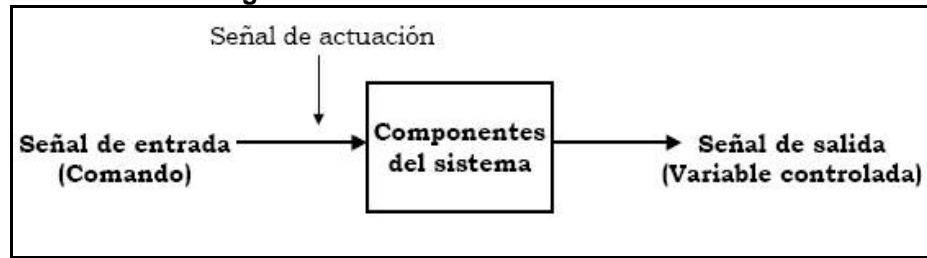 Señal de actuación
Señal de entrada
(Comando)
Componentes
del sistema
Señal de salida
(Variable controlada)